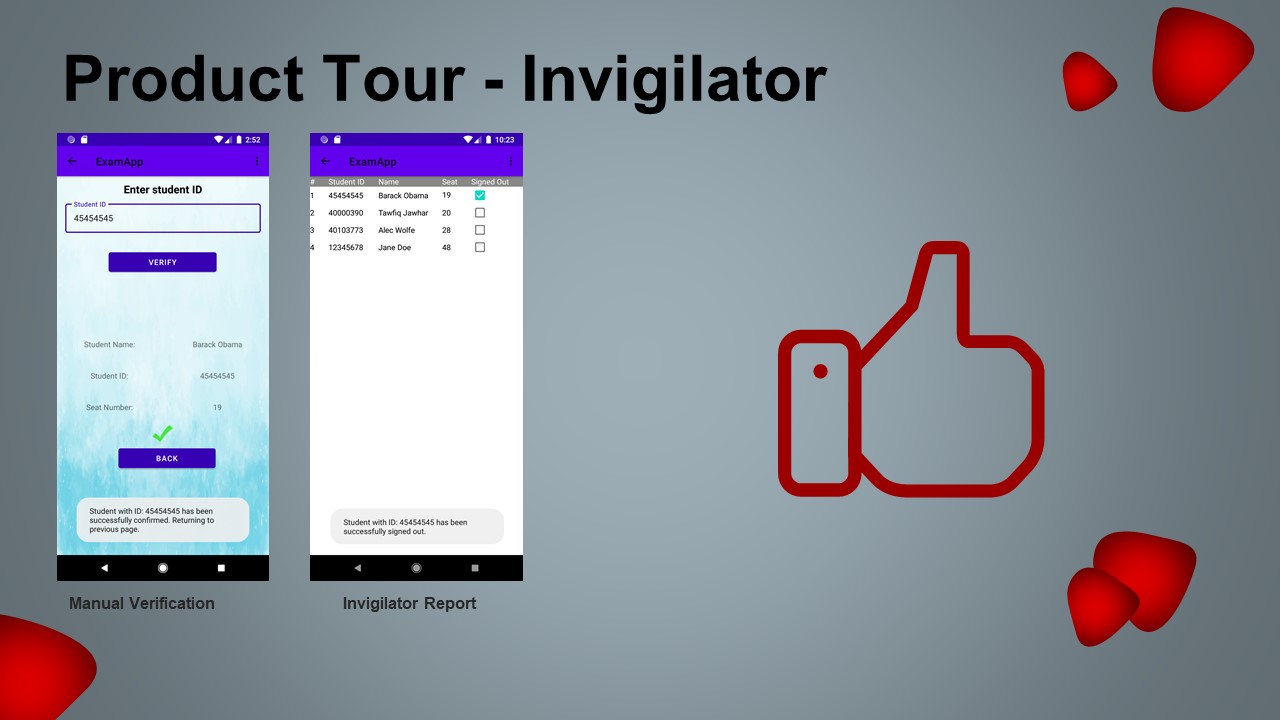 Product Tour - Invigilator
2:52
ExamApp
Enter student ID
Student ID
45454545
VERIFY
Student Name: Barack Obama
Student ID: 45454545
Seat Number: 19
BACK
Student with ID: 45454545 has been
successfully confirmed. Returning to
previous page.
Manual Verification
10:23
ExamApp
# Student ID Name Seat Signed Out
1 45454545 Barack Obama 19
2 40000390 Tawfiq Jawhar 20
3 40103773 Alec Wolfe 28
4 12345678 Jane Doe 48
Student with ID: 45454545 has been
successfully signed out.
Invigilator Report